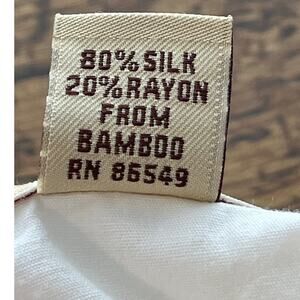 80% SILK
20% RAYON
FROM
BAMBOO
RN 86549